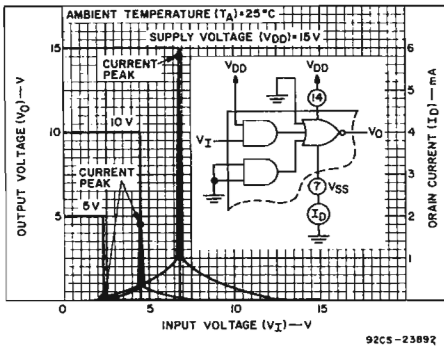 AMBIENT TEMPERATURE (TA)=25°C
SUPPLY VOLTAGE (VDD)=15V
15
CURRENT
PEAK
10V
10
CURRENT
PEAK
5V
5
OUTPUT VOLTAGE (VO)—V
VDD
VDD
14
VI
VO
7
VSS
ID
6
5
4
3
2
1
DRAIN CURRENT (ID)—mA
0
5
10
15
INPUT VOLTAGE (VI)—V
92CS-23892